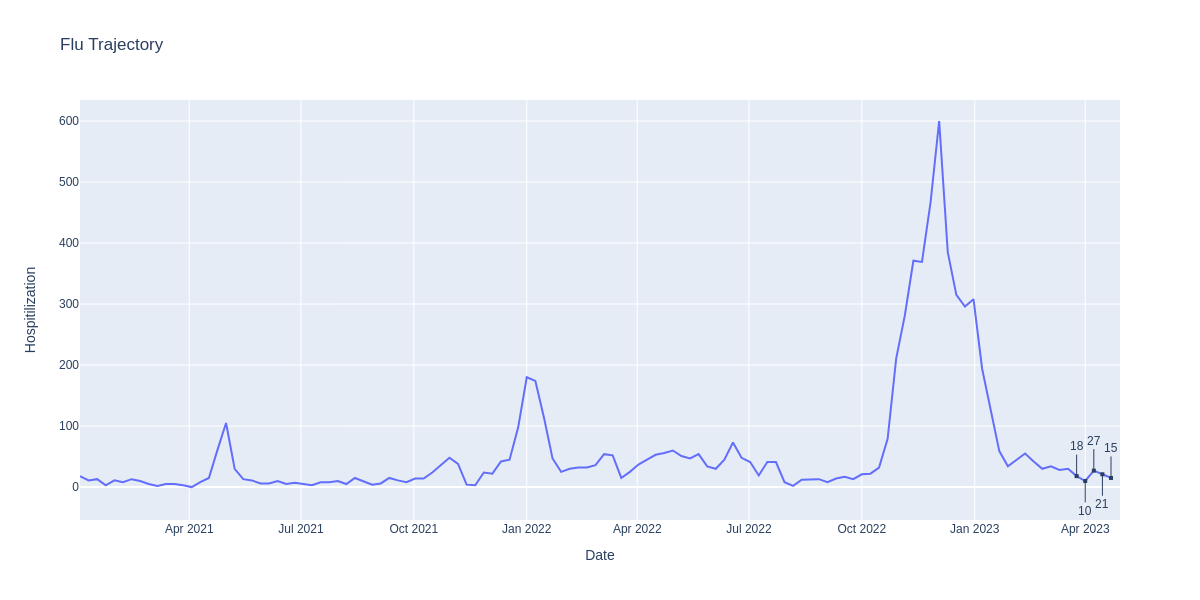 Flu Trajectory
600
500
400
300
200
100
0
Hospitilization
18
10
27
21
15
Apr 2021
Jul 2021
Oct 2021
Jan 2022
Apr 2022
Jul 2022
Oct 2022
Jan 2023
Apr 2023
Date